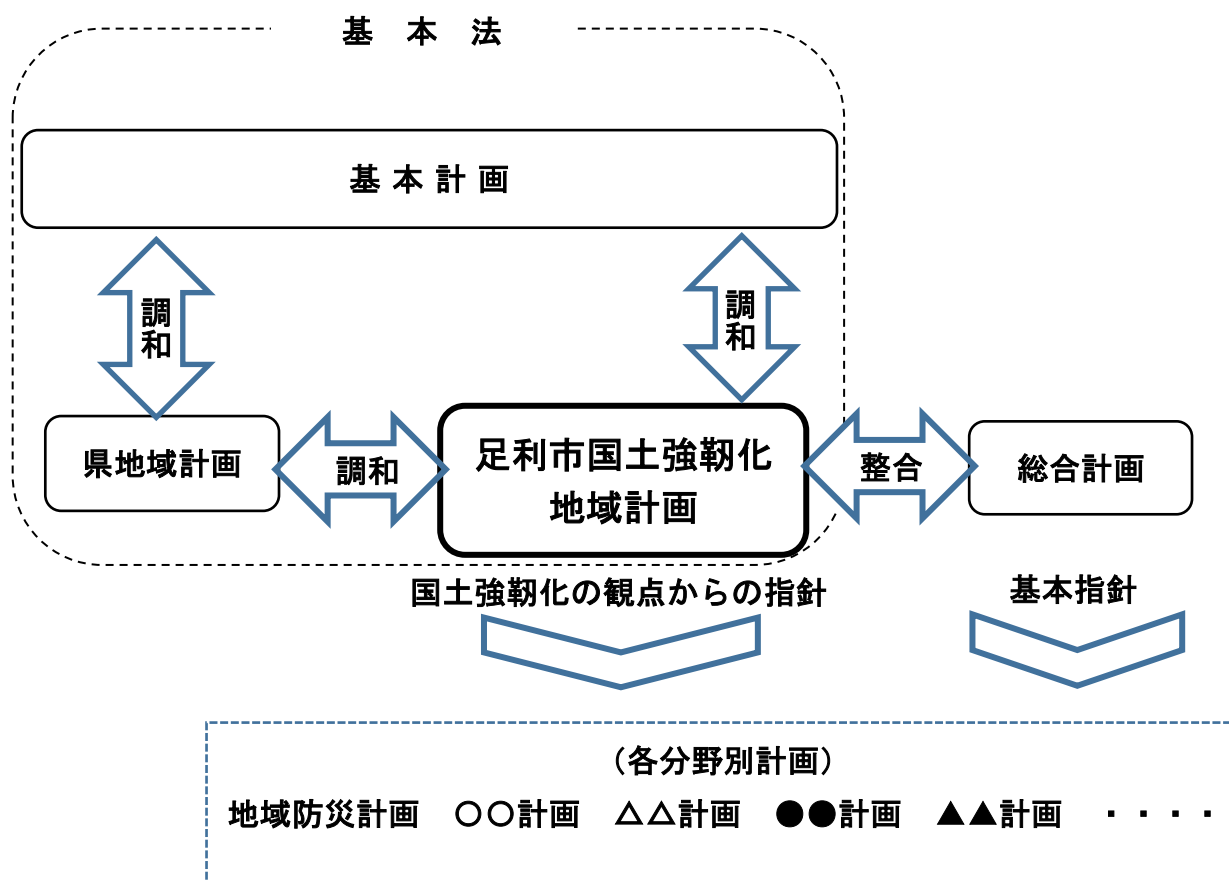 基 本 法
基 本 計 画
調和
調和
県地域計画
調和
足利市国土強靭化
地域計画
整合
総合計画
国土強靭化の観点からの指針
基本指針
（各分野別計画）
地域防災計画 ○○計画 △△計画 ●●計画 ▲▲計画 ・・・・